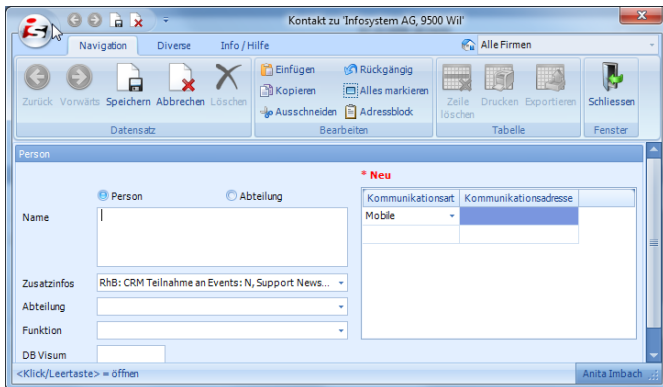 Kontakt zu 'Infosystem AG, 9500 Wil'
Navigation Diverse Info / Hilfe Alle Firmen
Zurück Vorwärts Speichern Abbrechen Löschen
Datensatz
Einfügen Rückgängig
Kopieren Alles markieren
Ausschneiden Adressblock
Bearbeiten
Zeile löschen Drucken Exportieren
Tabelle
Schliessen
Fenster
Person
* Neu
Person Abteilung
Kommunikationsart Kommunikationsadresse
Name
Mobile
Zusatzinfos RhB: CRM Teilnahme an Events: N, Support News...
Abteilung
Funktion
DB Visum
<Klick/Leertaste> = öffnen Anita Imbach